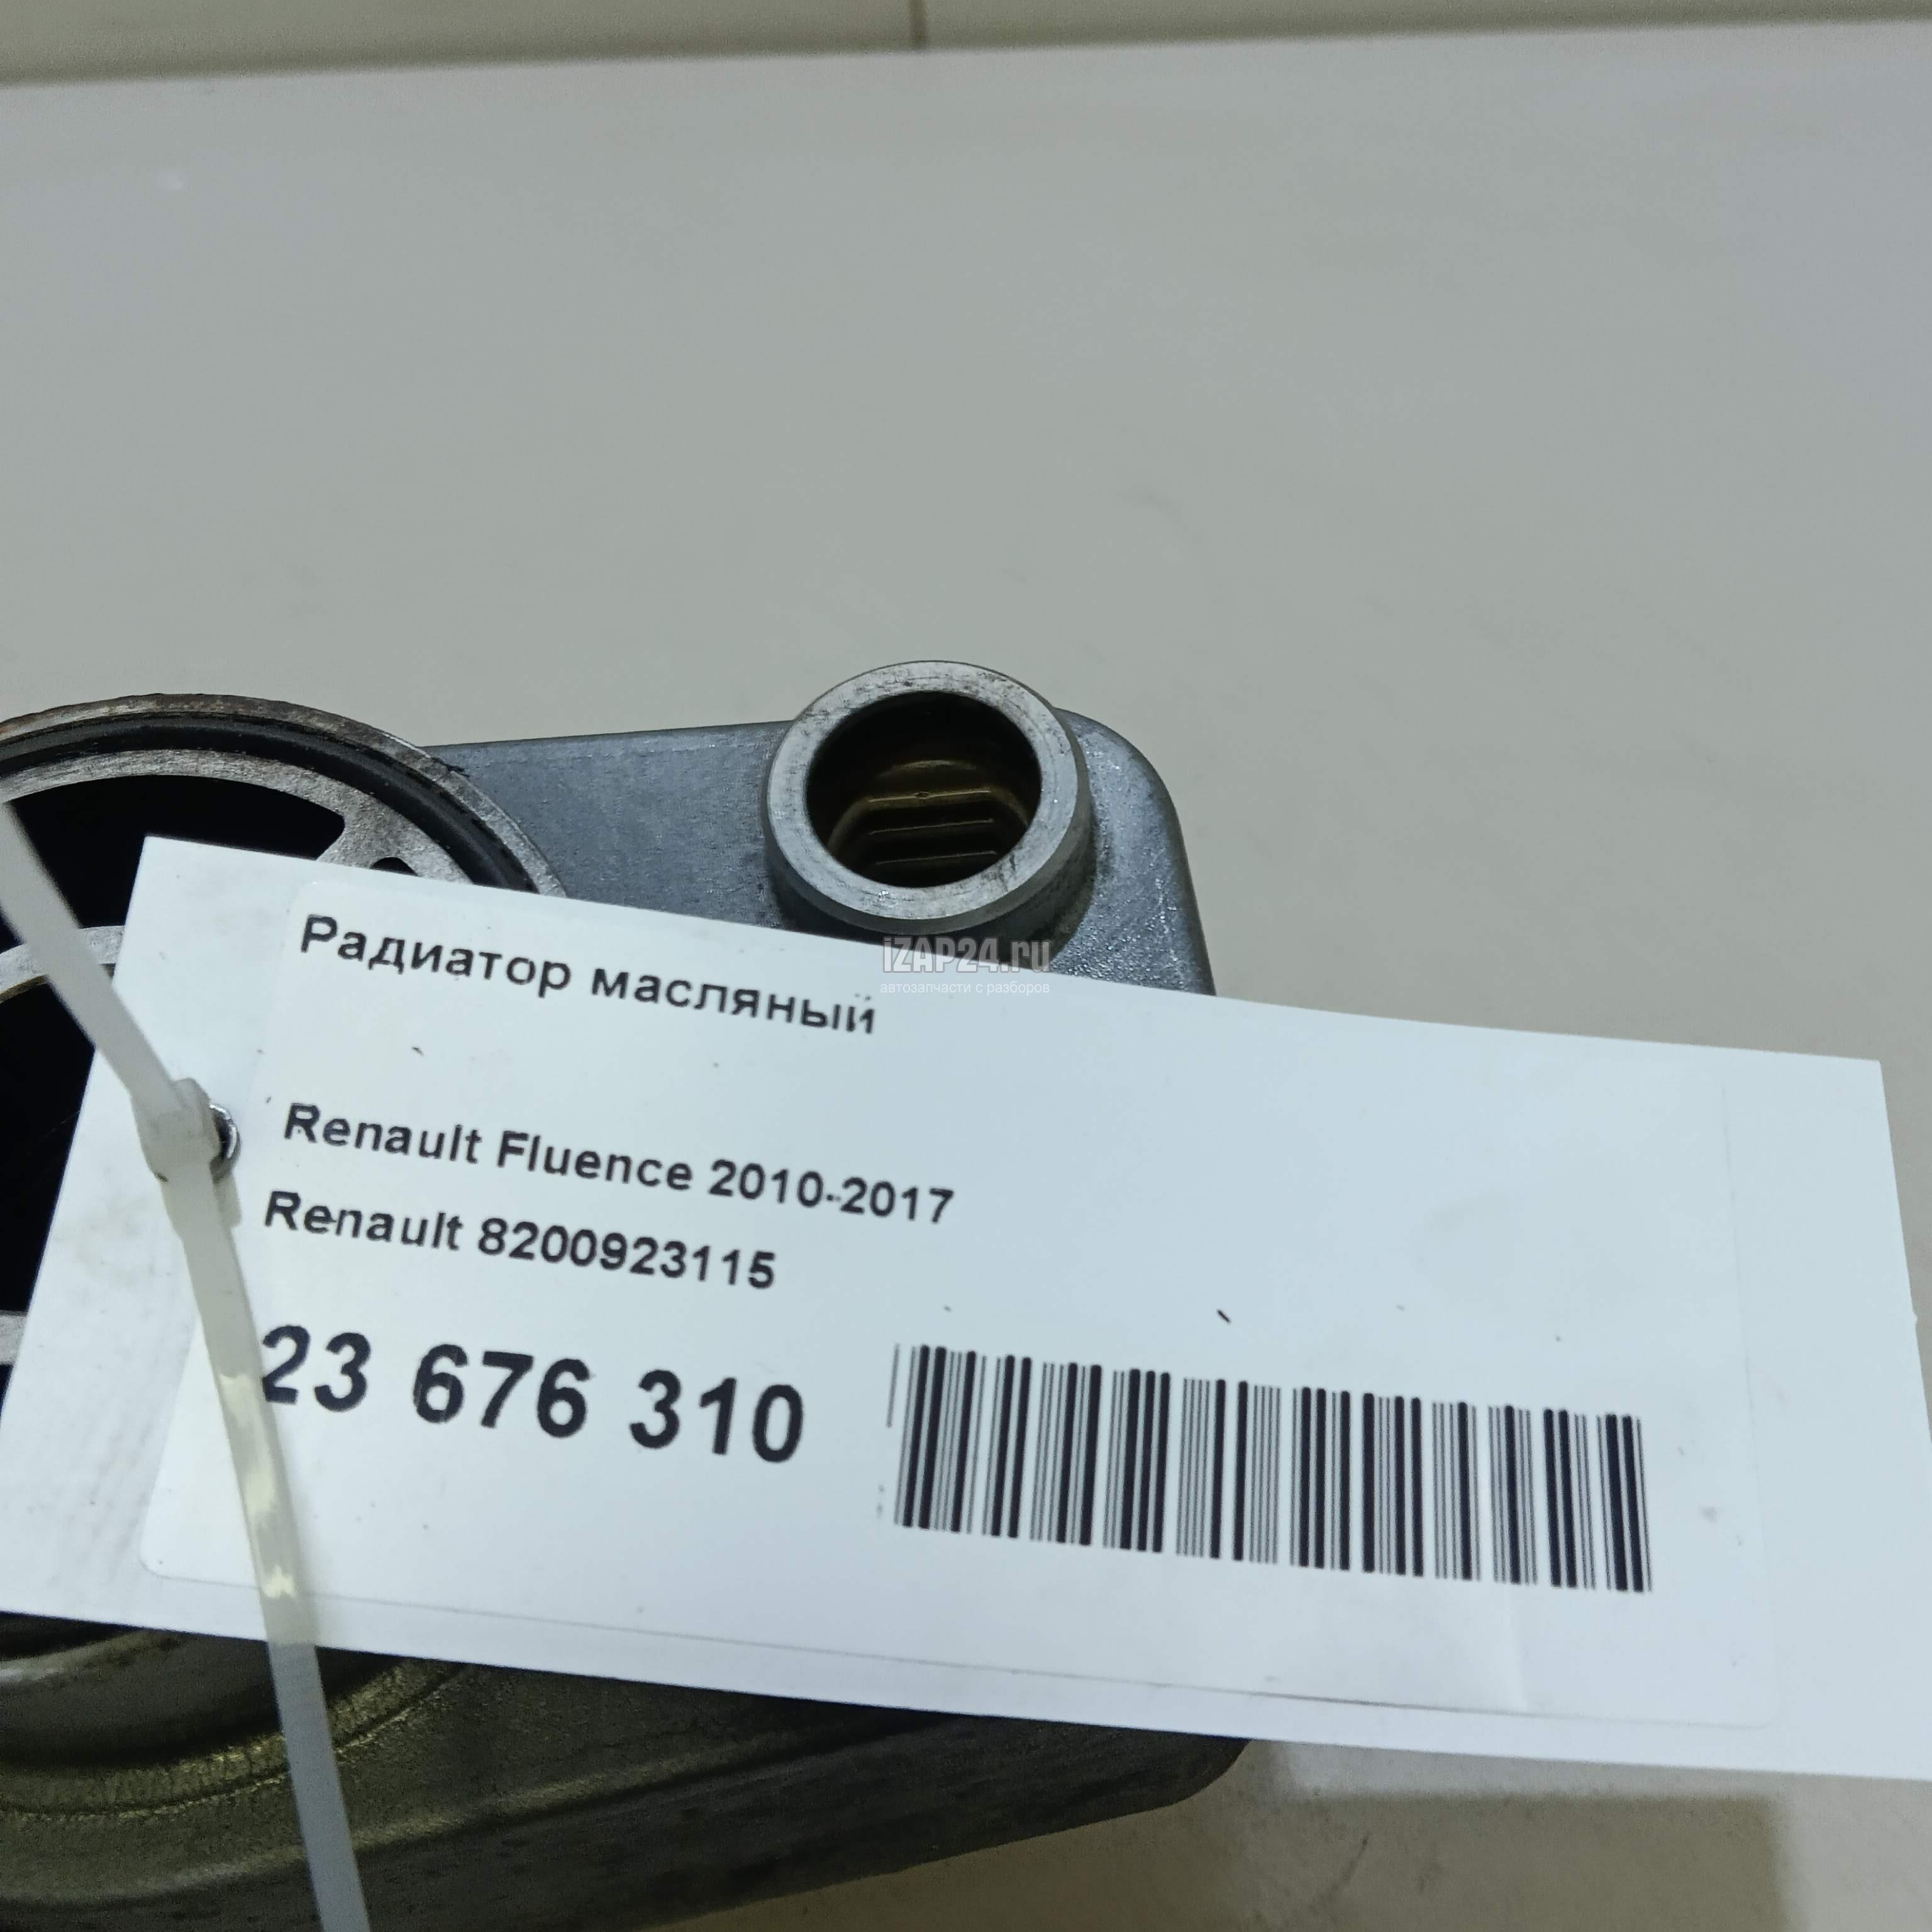 iZAP24.ru
автозапчасти с разборов
Радиатор масляный
Renault Fluence 2010-2017
Renault 8200923115
23 676 310